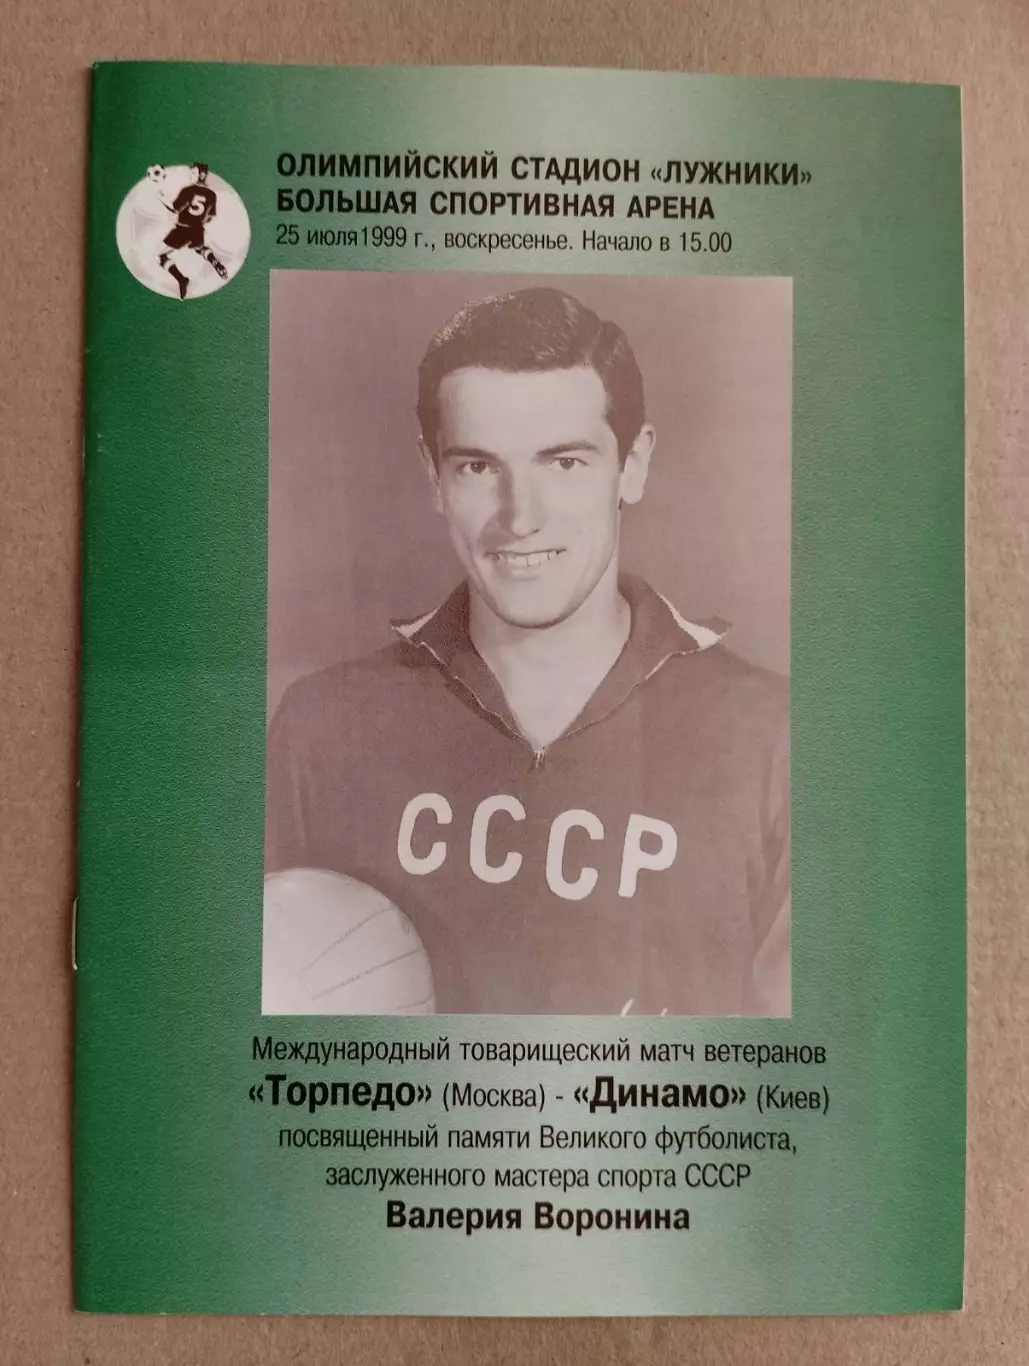 ОЛИМПИЙСКИЙ СТАДИОН «ЛУЖНИКИ»
БОЛЬШАЯ СПОРТИВНАЯ АРЕНА
25 июля1999 г., воскресенье. Начало в 15.00
5
СССР
Международный товарищеский матч ветеранов
«Торпедо» (Москва) - «Динамо» (Киев)
посвященный памяти Великого футболиста,
заслуженного мастера спорта СССР
Валерия Воронина